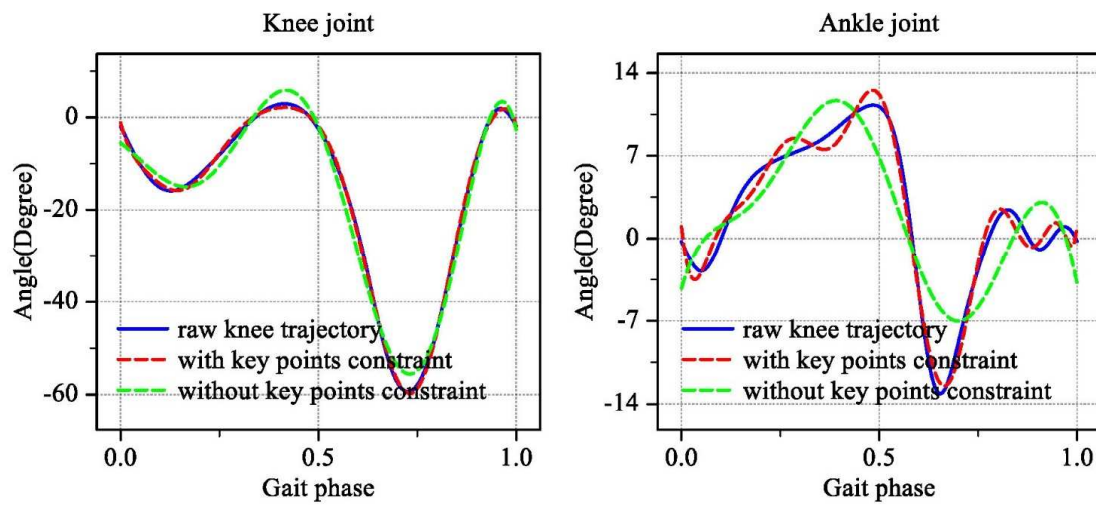 Knee joint
Angle(Degree)
0
-20
-40
-60
raw knee trajectory
with key points constraint
without key points constraint
0.0 0.5 1.0
Gait phase
Ankle joint
Angle(Degree)
14
7
0
-7
-14
raw knee trajectory
with key points constraint
without key points constraint
0.0 0.5 1.0
Gait phase